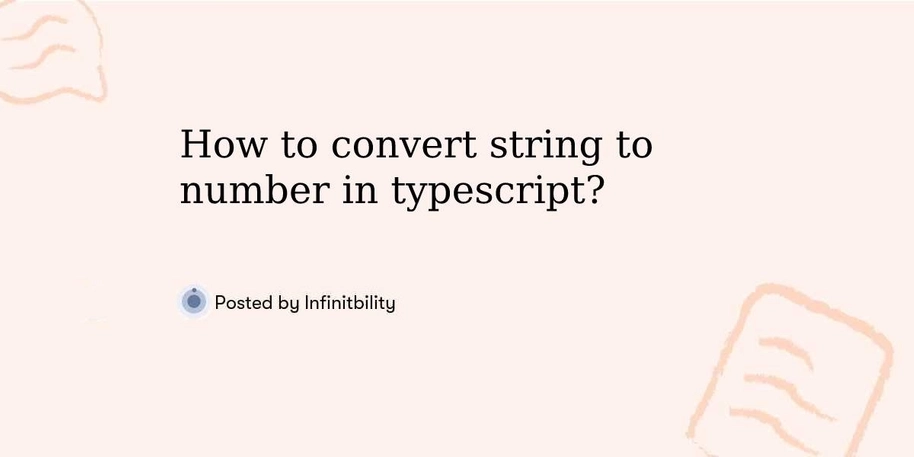 How to convert string to
number in typescript?
Posted by Infinitbility